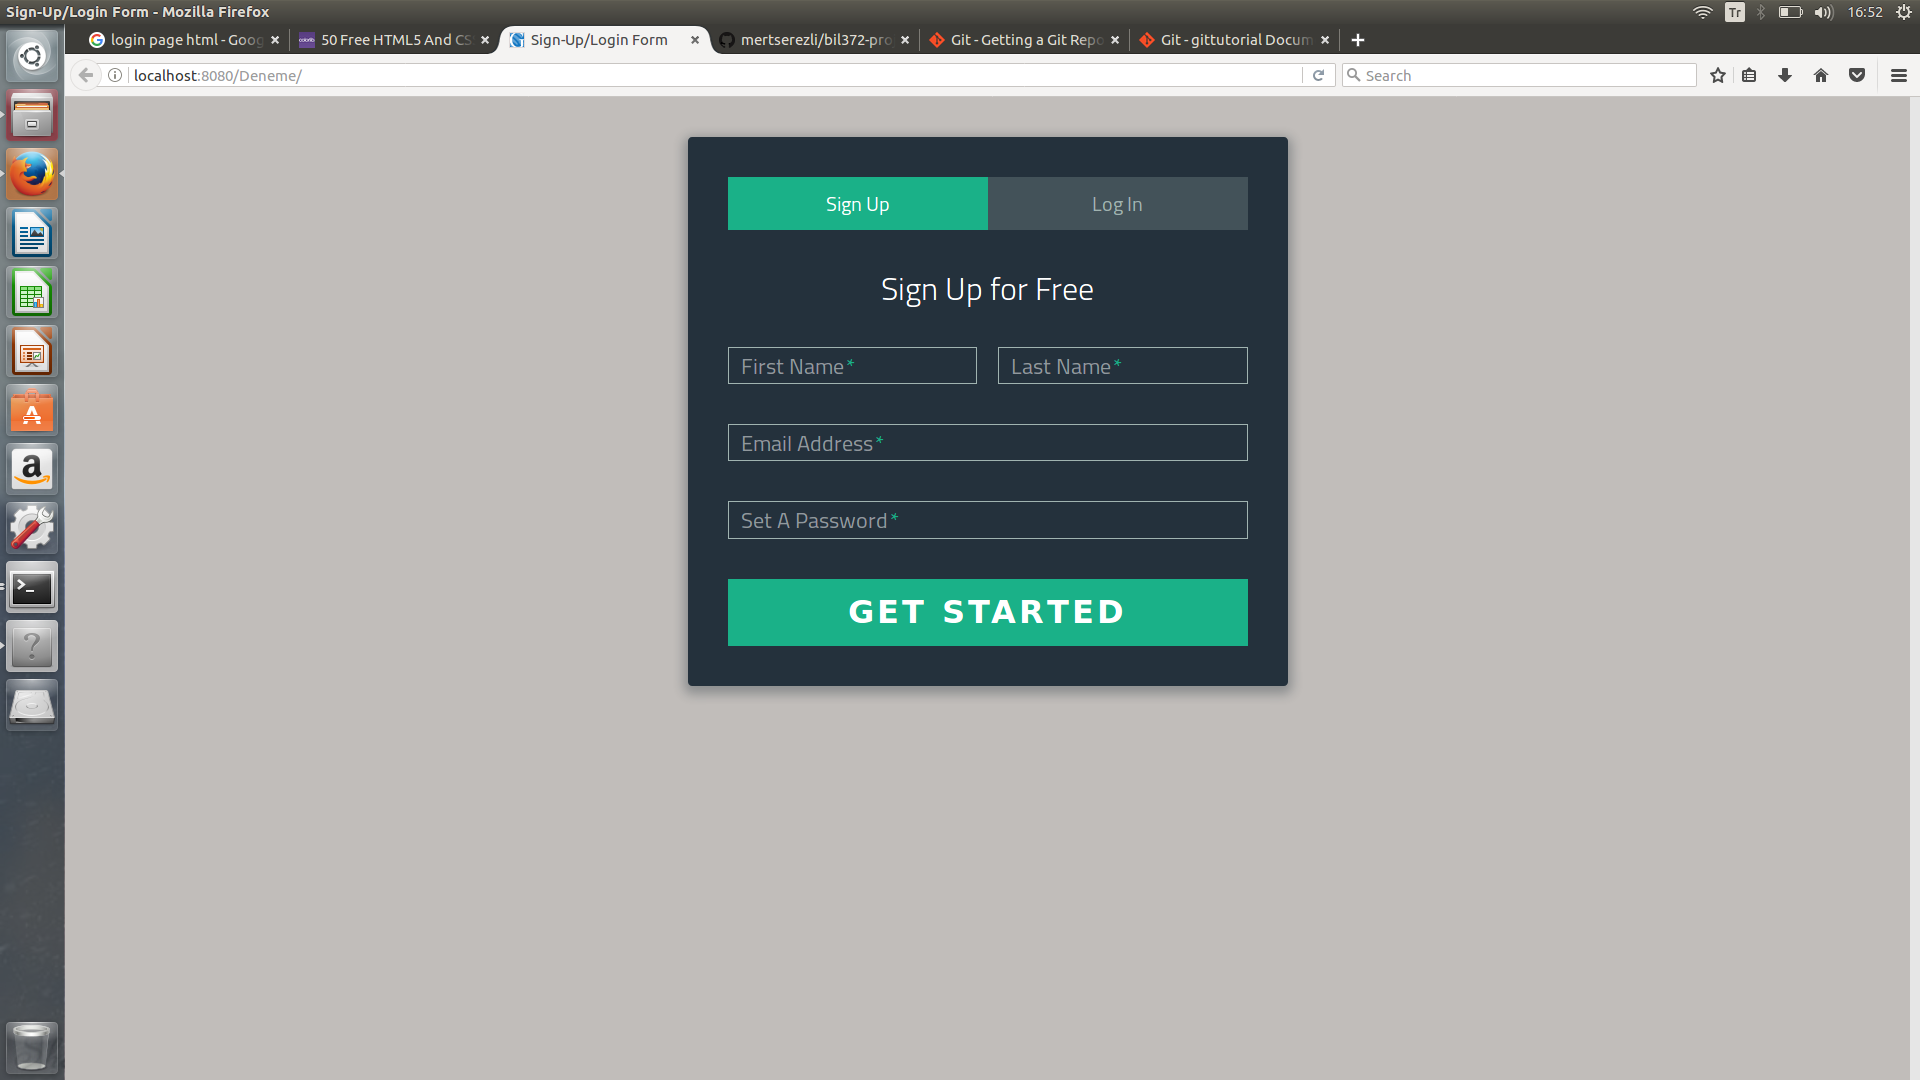 Sign-Up/Login Form - Mozilla Firefox
Tr
16:52
login page html - Goog
50 Free HTML5 And CS
Sign-Up/Login Form
mertserezli/bil372-pro
Git - Getting a Git Repo
Git - gittutorial Docum
localhost:8080/Deneme/
Search
Sign Up
Log In
Sign Up for Free
First Name*
Last Name*
Email Address*
Set A Password*
GET STARTED